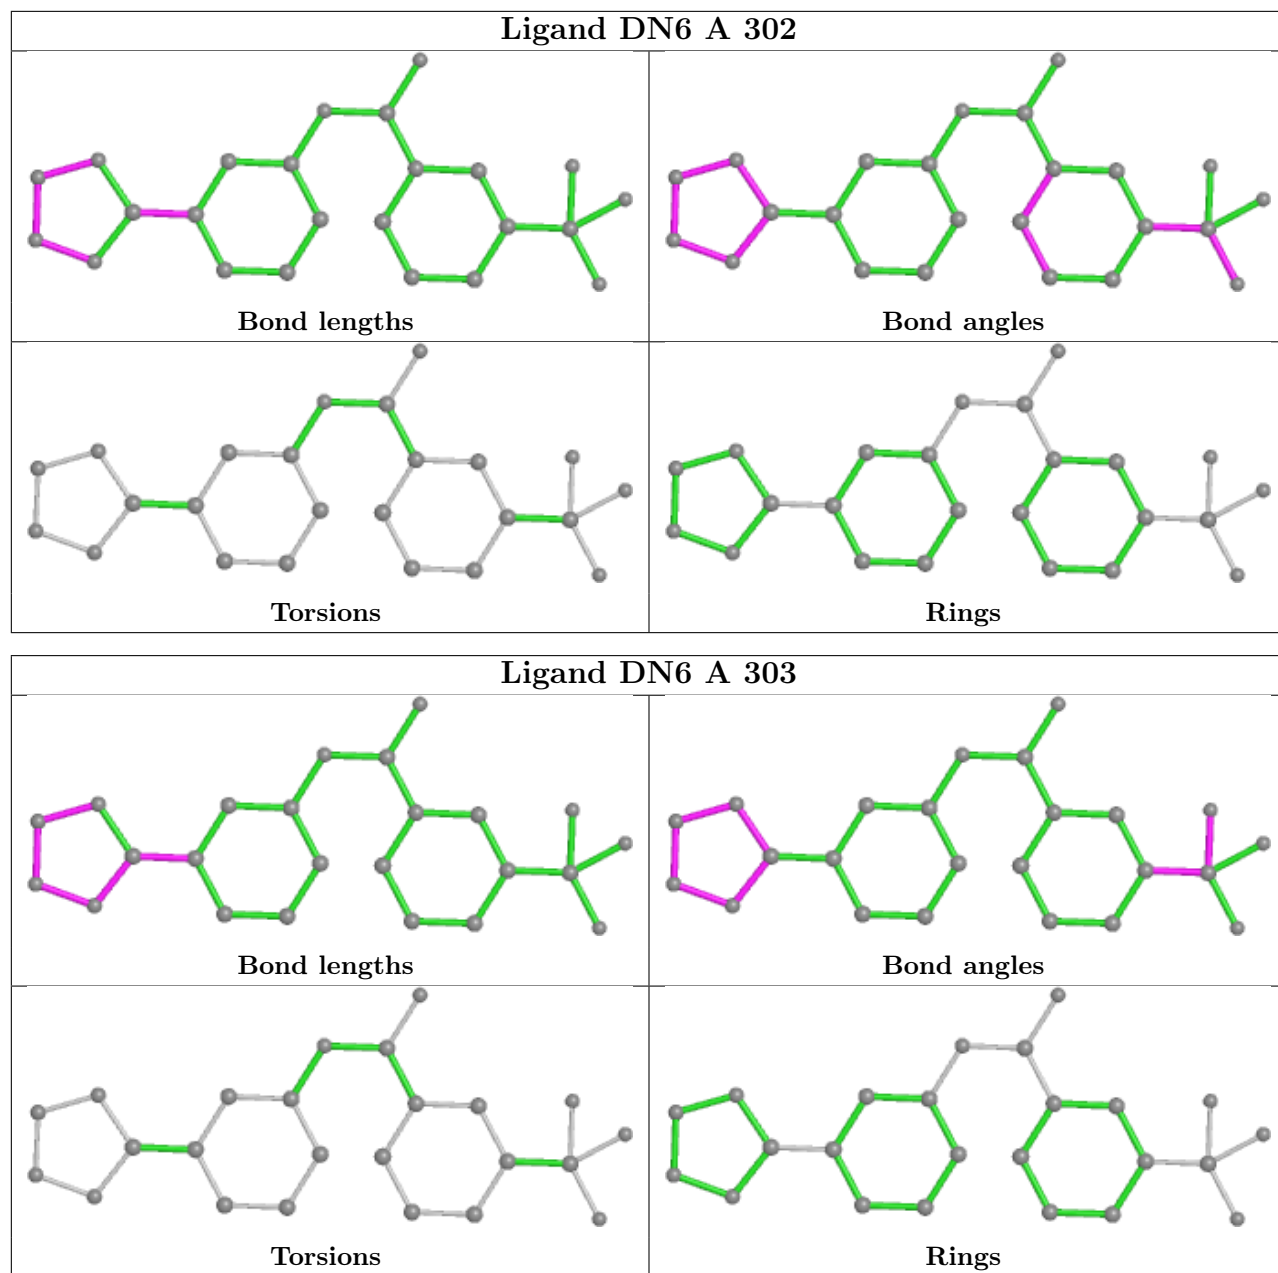 Ligand DN6 A 302
Bond lengths
Bond angles
Torsions
Rings
Ligand DN6 A 303
Bond lengths
Bond angles
Torsions
Rings